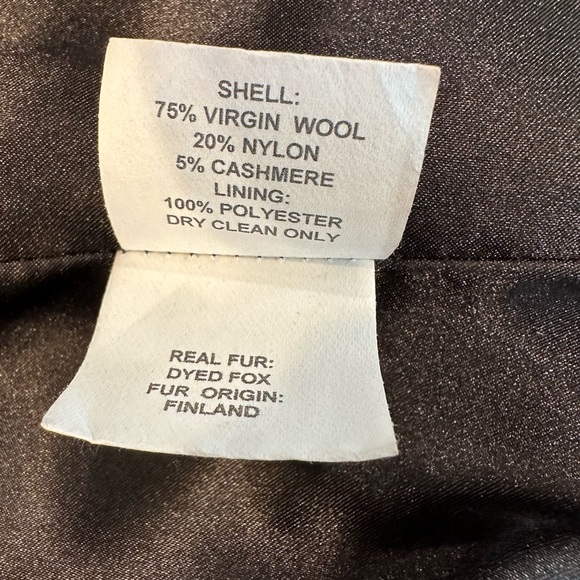 SHELL:
75% VIRGIN WOOL
20% NYLON
5% CASHMERE
LINING:
100% POLYESTER
DRY CLEAN ONLY
REAL FUR:
DYED FOX
FUR ORIGIN:
FINLAND